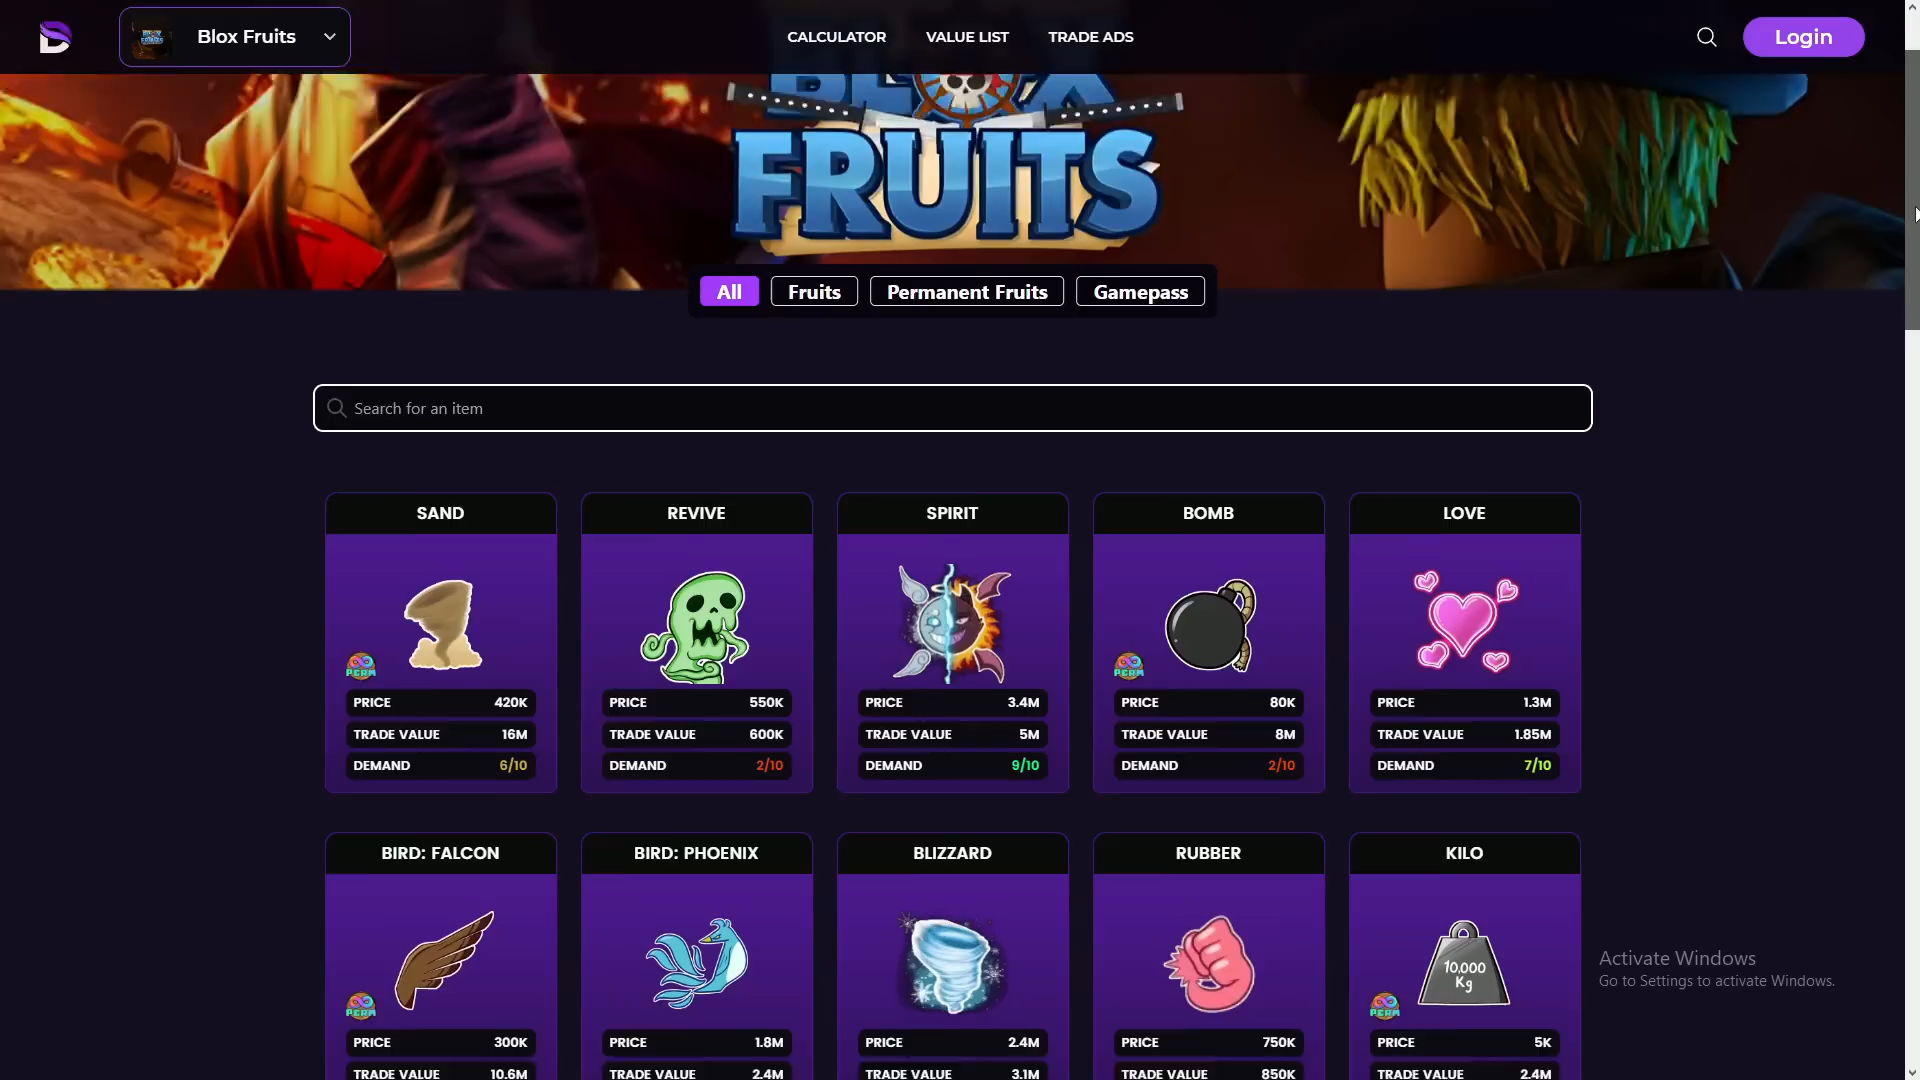 Blox Fruits
CALCULATOR
VALUE LIST
TRADE ADS
Login
BLOX
FRUITS
All
Fruits
Permanent Fruits
Gamepass
Search for an item
SAND
REVIVE
SPIRIT
BOMB
LOVE
PERM
PERM
PRICE 420K
PRICE 550K
PRICE 3.4M
PRICE 80K
PRICE 1.3M
TRADE VALUE 16M
TRADE VALUE 600K
TRADE VALUE 5M
TRADE VALUE 8M
TRADE VALUE 1.85M
DEMAND 6/10
DEMAND 2/10
DEMAND 9/10
DEMAND 2/10
DEMAND 7/10
BIRD: FALCON
BIRD: PHOENIX
BLIZZARD
RUBBER
KILO
10,000
Kg
PERM
PERM
Activate Windows
Go to Settings to activate Windows.
PRICE 300K
PRICE 1.8M
PRICE 2.4M
PRICE 750K
PRICE 5K
TRADE VALUE 10.6M
TRADE VALUE 2.4M
TRADE VALUE 3.1M
TRADE VALUE 850K
TRADE VALUE 2.4M